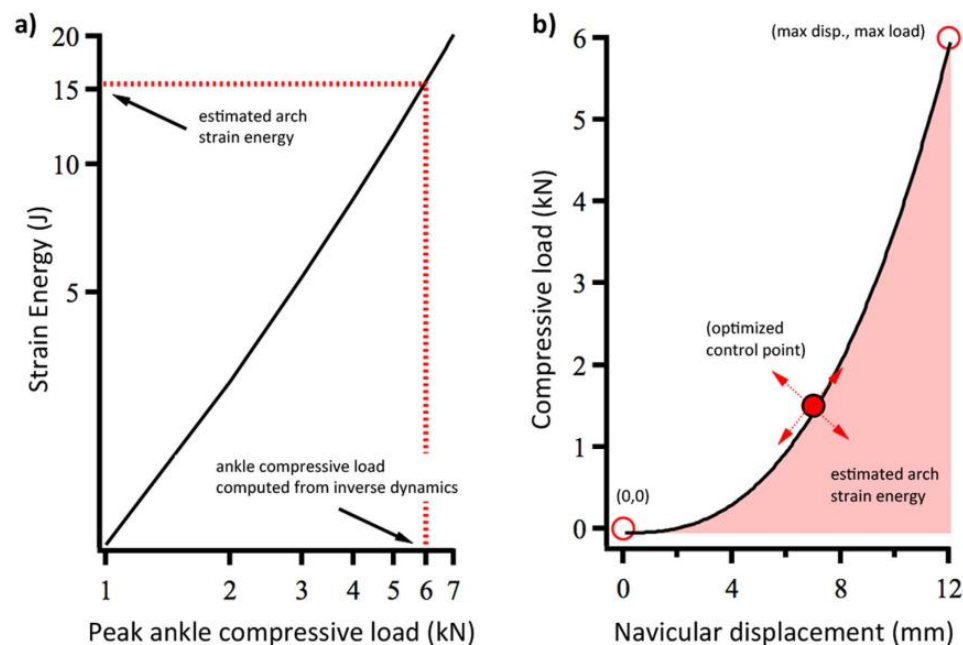 a)
20
15
10
5
Strain Energy (J)
estimated arch
strain energy
ankle compressive load
computed from inverse dynamics
1 2 3 4 5 6 7
Peak ankle compressive load (kN)
b)
6
5
4
3
2
1
0
Compressive load (kN)
(max disp., max load)
(optimized
control point)
(0,0)
estimated arch
strain energy
0 4 8 12
Navicular displacement (mm)